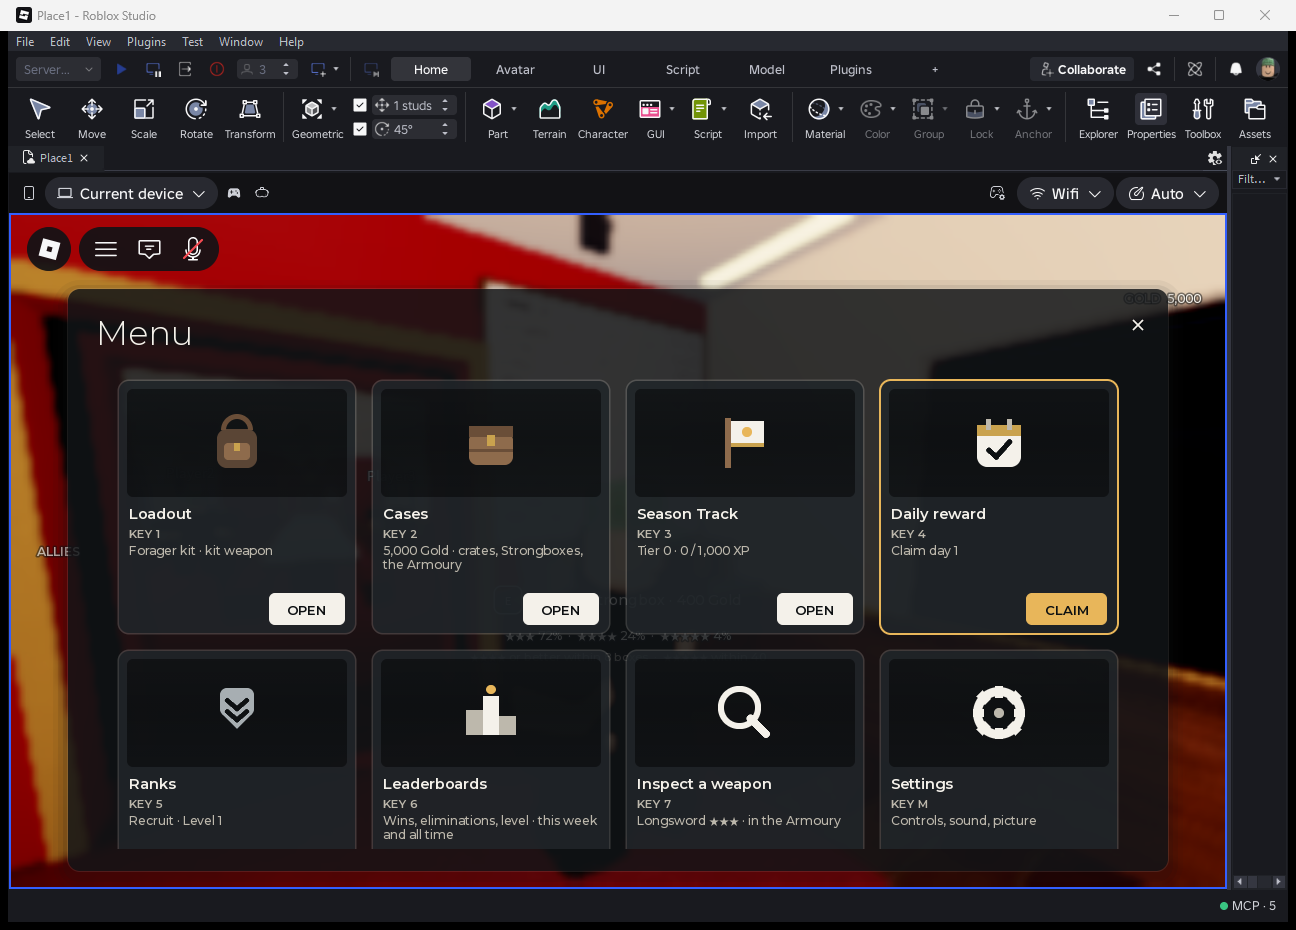 Place1 - Roblox Studio
File Edit View Plugins Test Window Help
Server... 3 Home Avatar UI Script Model Plugins + Collaborate
1 studs
45°
Select Move Scale Rotate Transform Geometric Part Terrain Character GUI Script Import Material Color Group Lock Anchor Explorer Properties Toolbox Assets
Place1
Filt...
Current device Wifi Auto
GOLD 5,000
Menu
ALLIES
Loadout
KEY 1
Forager kit · kit weapon
OPEN
Cases
KEY 2
5,000 Gold · crates, Strongboxes,
the Armoury
OPEN
Season Track
KEY 3
Tier 0 · 0 / 1,000 XP
OPEN
Daily reward
KEY 4
Claim day 1
CLAIM
★★★ 72% · ★★★★ 24% · ★★★★★ 4%
Ranks
KEY 5
Recruit · Level 1
Leaderboards
KEY 6
Wins, eliminations, level · this week
and all time
Inspect a weapon
KEY 7
Longsword ★★★ · in the Armoury
Settings
KEY M
Controls, sound, picture
MCP · 5